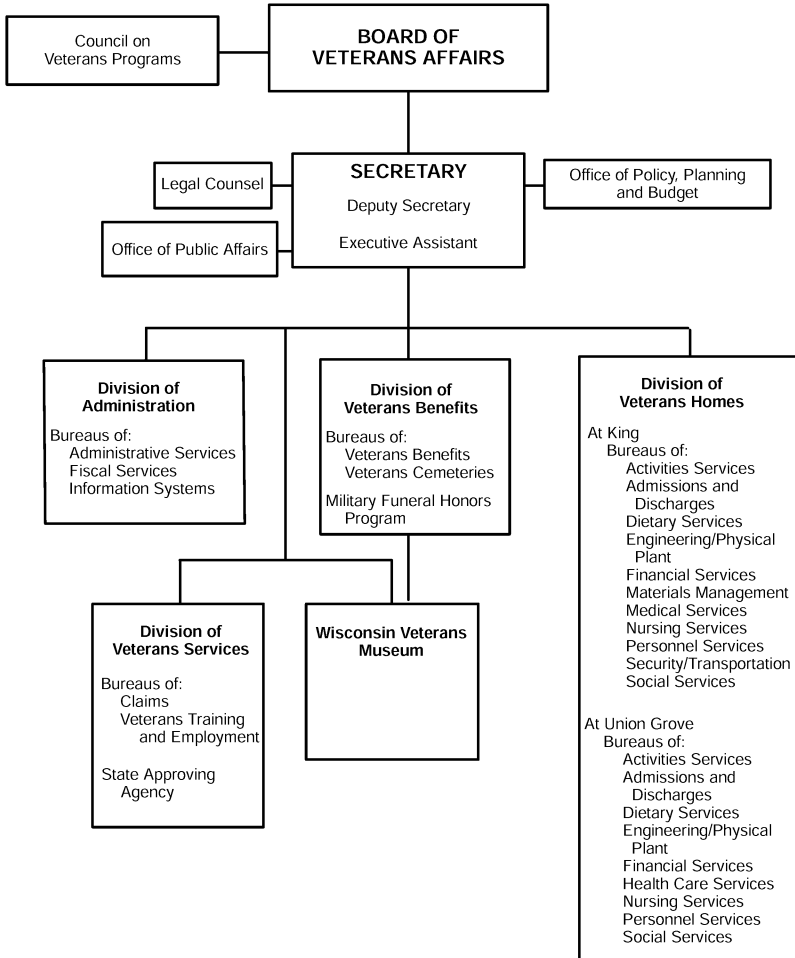 Council on
Veterans Programs
BOARD OF
VETERANS AFFAIRS
Legal Counsel
SECRETARY
Deputy Secretary
Executive Assistant
Office of Policy, Planning
and Budget
Office of Public Affairs
Division of
Administration
Bureaus of:
Administrative Services
Fiscal Services
Information Systems
Division of
Veterans Benefits
Bureaus of:
Veterans Benefits
Veterans Cemeteries
Military Funeral Honors
Program
Division of
Veterans Homes
At King
Bureaus of:
Activities Services
Admissions and
Discharges
Dietary Services
Engineering/Physical
Plant
Financial Services
Materials Management
Medical Services
Nursing Services
Personnel Services
Security/Transportation
Social Services
At Union Grove
Bureaus of:
Activities Services
Admissions and
Discharges
Dietary Services
Engineering/Physical
Plant
Financial Services
Health Care Services
Nursing Services
Personnel Services
Social Services
Division of
Veterans Services
Bureaus of:
Claims
Veterans Training
and Employment
State Approving
Agency
Wisconsin Veterans
Museum